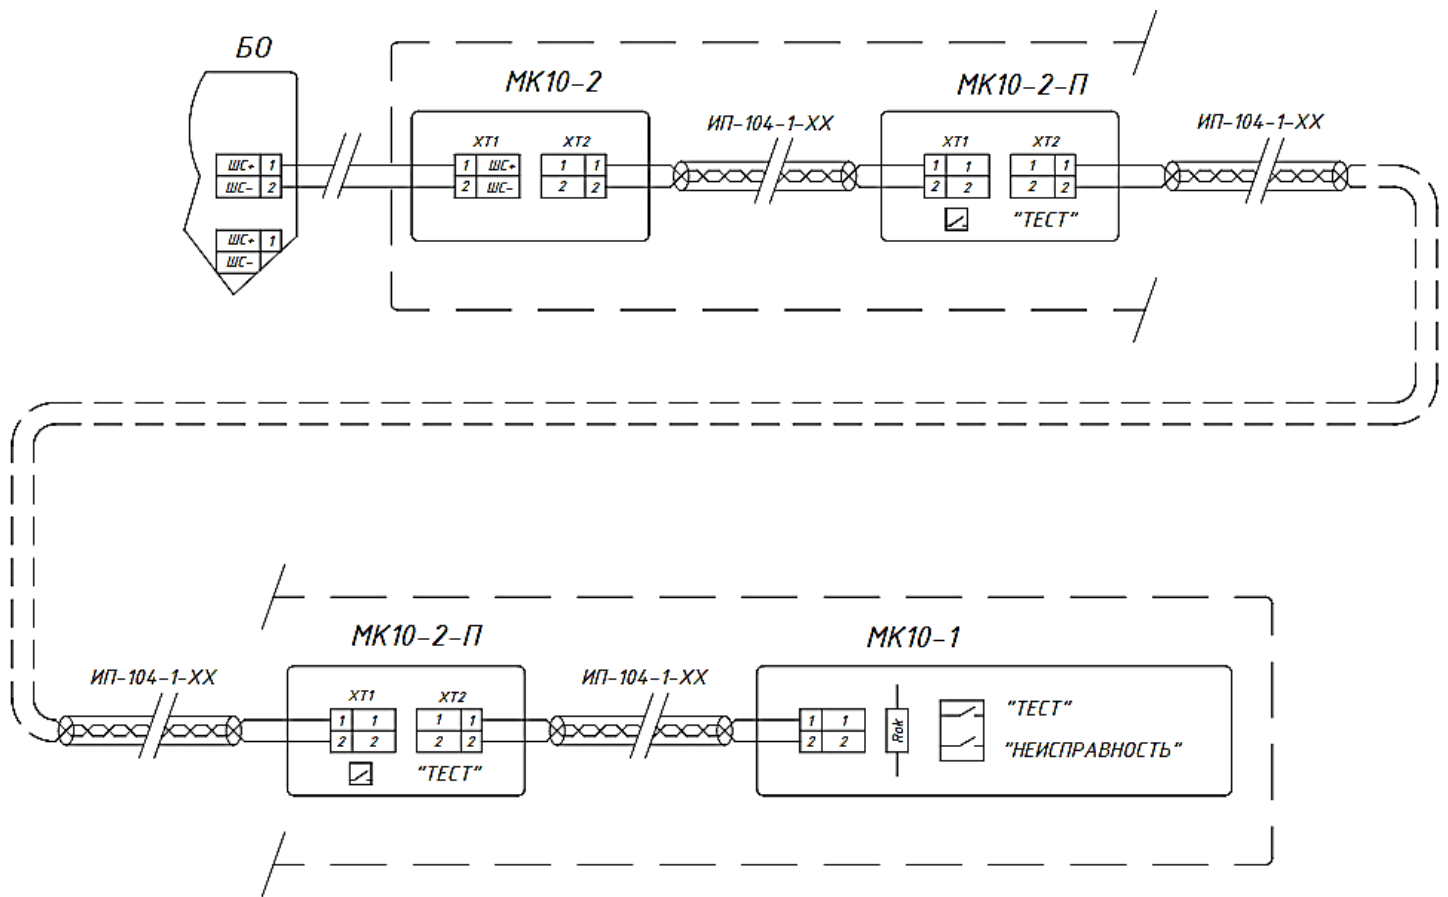 БО
ШС+ 1
ШС- 2
ШС+ 1
ШС-
МК10-2
ХТ1
1 ШС+
2 ШС-
ХТ2
1 1
2 2
ИП-104-1-ХХ
МК10-2-П
ХТ1
1 1
2 2
ХТ2
1 1
2 2
"ТЕСТ"
ИП-104-1-ХХ
ИП-104-1-ХХ
МК10-2-П
ХТ1
1 1
2 2
ХТ2
1 1
2 2
"ТЕСТ"
ИП-104-1-ХХ
МК10-1
1 1
2 2
Rok
"ТЕСТ"
"НЕИСПРАВНОСТЬ"